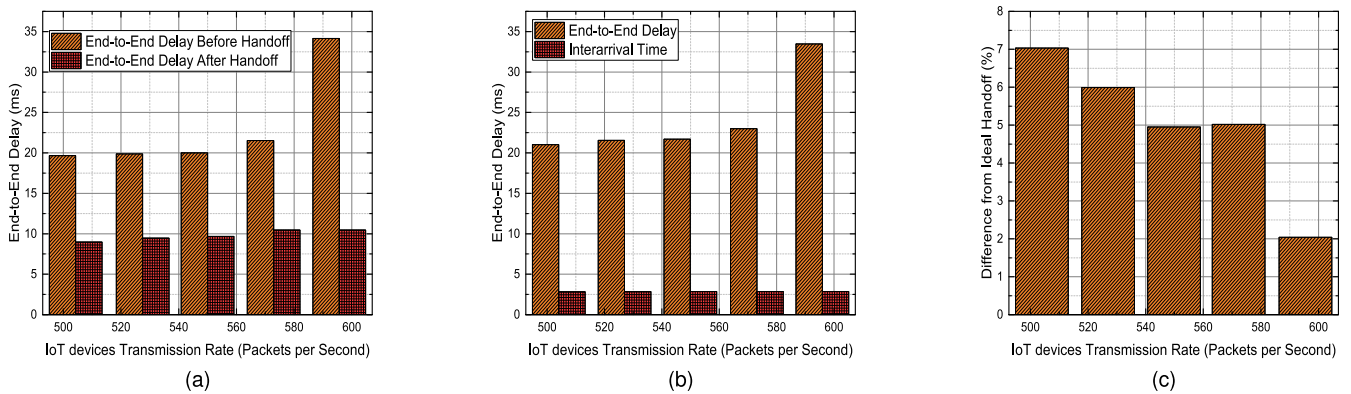 End-to-End Delay (ms)
35
30
25
20
15
10
5
0
End-to-End Delay Before Handoff
End-to-End Delay After Handoff
500 520 540 560 580 600
IoT devices Transmission Rate (Packets per Second)
(a)
End-to-End Delay (ms)
35
30
25
20
15
10
5
0
End-to-End Delay
Interarrival Time
500 520 540 560 580 600
IoT devices Transmission Rate (Packets per Second)
(b)
Difference from Ideal Handoff (%)
8
7
6
5
4
3
2
1
0
500 520 540 560 580 600
IoT devices Transmission Rate (Packets per Second)
(c)